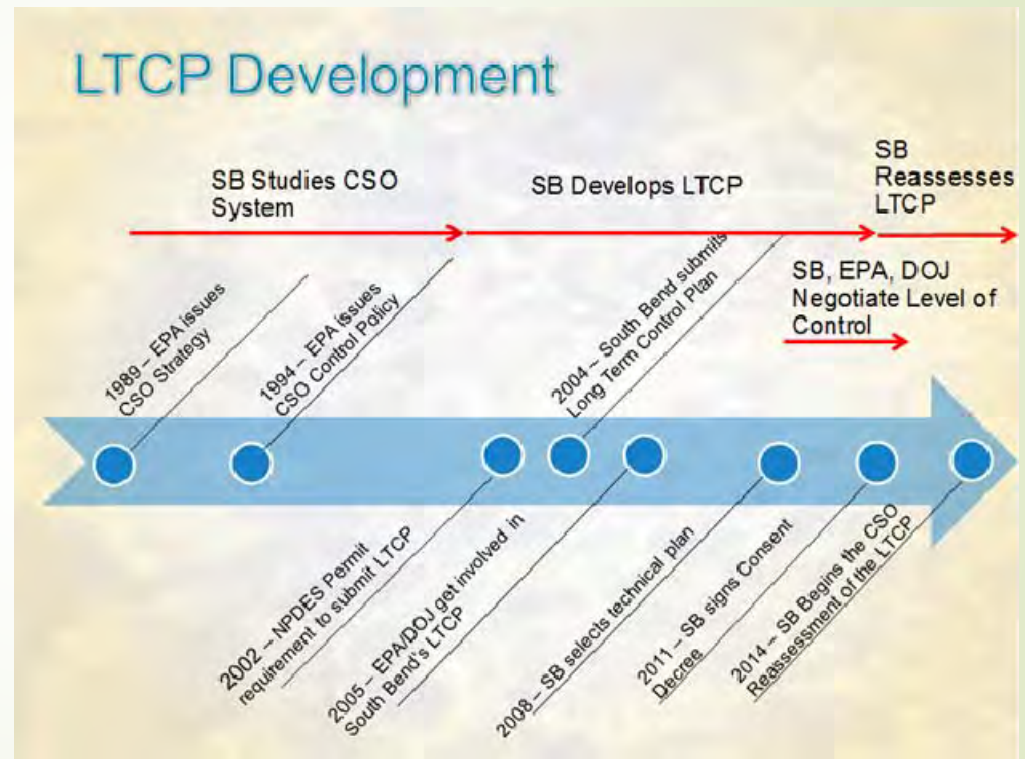 LTCP Development
SB Studies CSO
System
SB Develops LTCP
SB
Reassesses
LTCP
SB, EPA, DOJ
Negotiate Level of
Control
1989 – EPA issues
CSO Strategy
1994 – EPA issues
CSO Control Policy
2004 – South Bend submits
Long Term Control Plan
2002 – NPDES Permit
requirement to submit LTCP
2005 – EPA/DOJ get involved in
South Bend's LTCP
2008 – SB selects technical plan
2011 – SB signs Consent
Decree
2014 – SB Begins the CSO
Reassessment of the LTCP